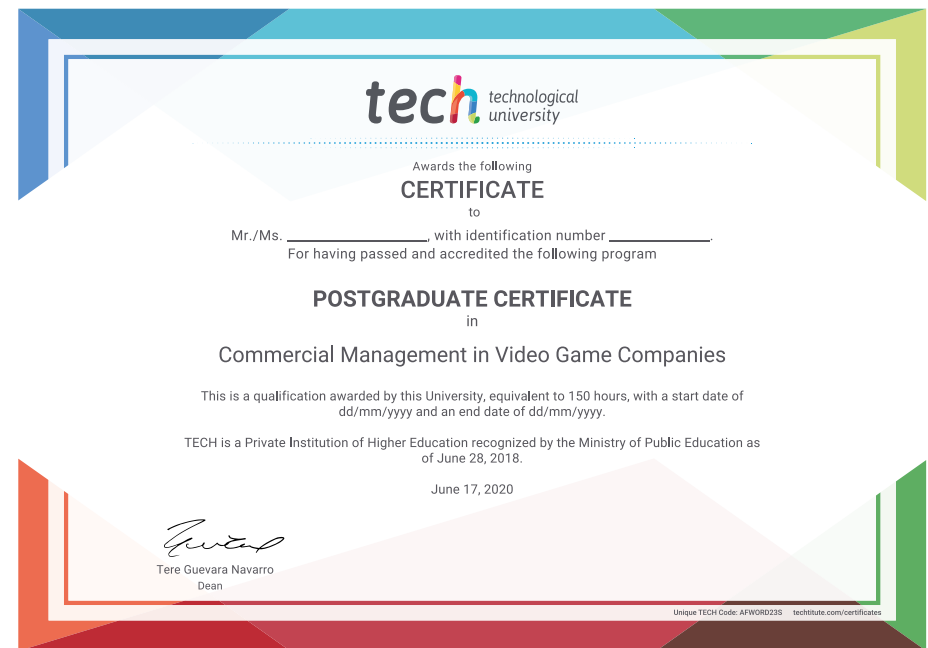 tech technological
university
Awards the following
CERTIFICATE
to
Mr./Ms. ____________________, with identification number ______________.
For having passed and accredited the following program
POSTGRADUATE CERTIFICATE
in
Commercial Management in Video Game Companies
This is a qualification awarded by this University, equivalent to 150 hours, with a start date of
dd/mm/yyyy and an end date of dd/mm/yyyy.
TECH is a Private Institution of Higher Education recognized by the Ministry of Public Education as
of June 28, 2018.
June 17, 2020
Tere Guevara Navarro
Dean
Unique TECH Code: AFWORD23S techtitute.com/certificates